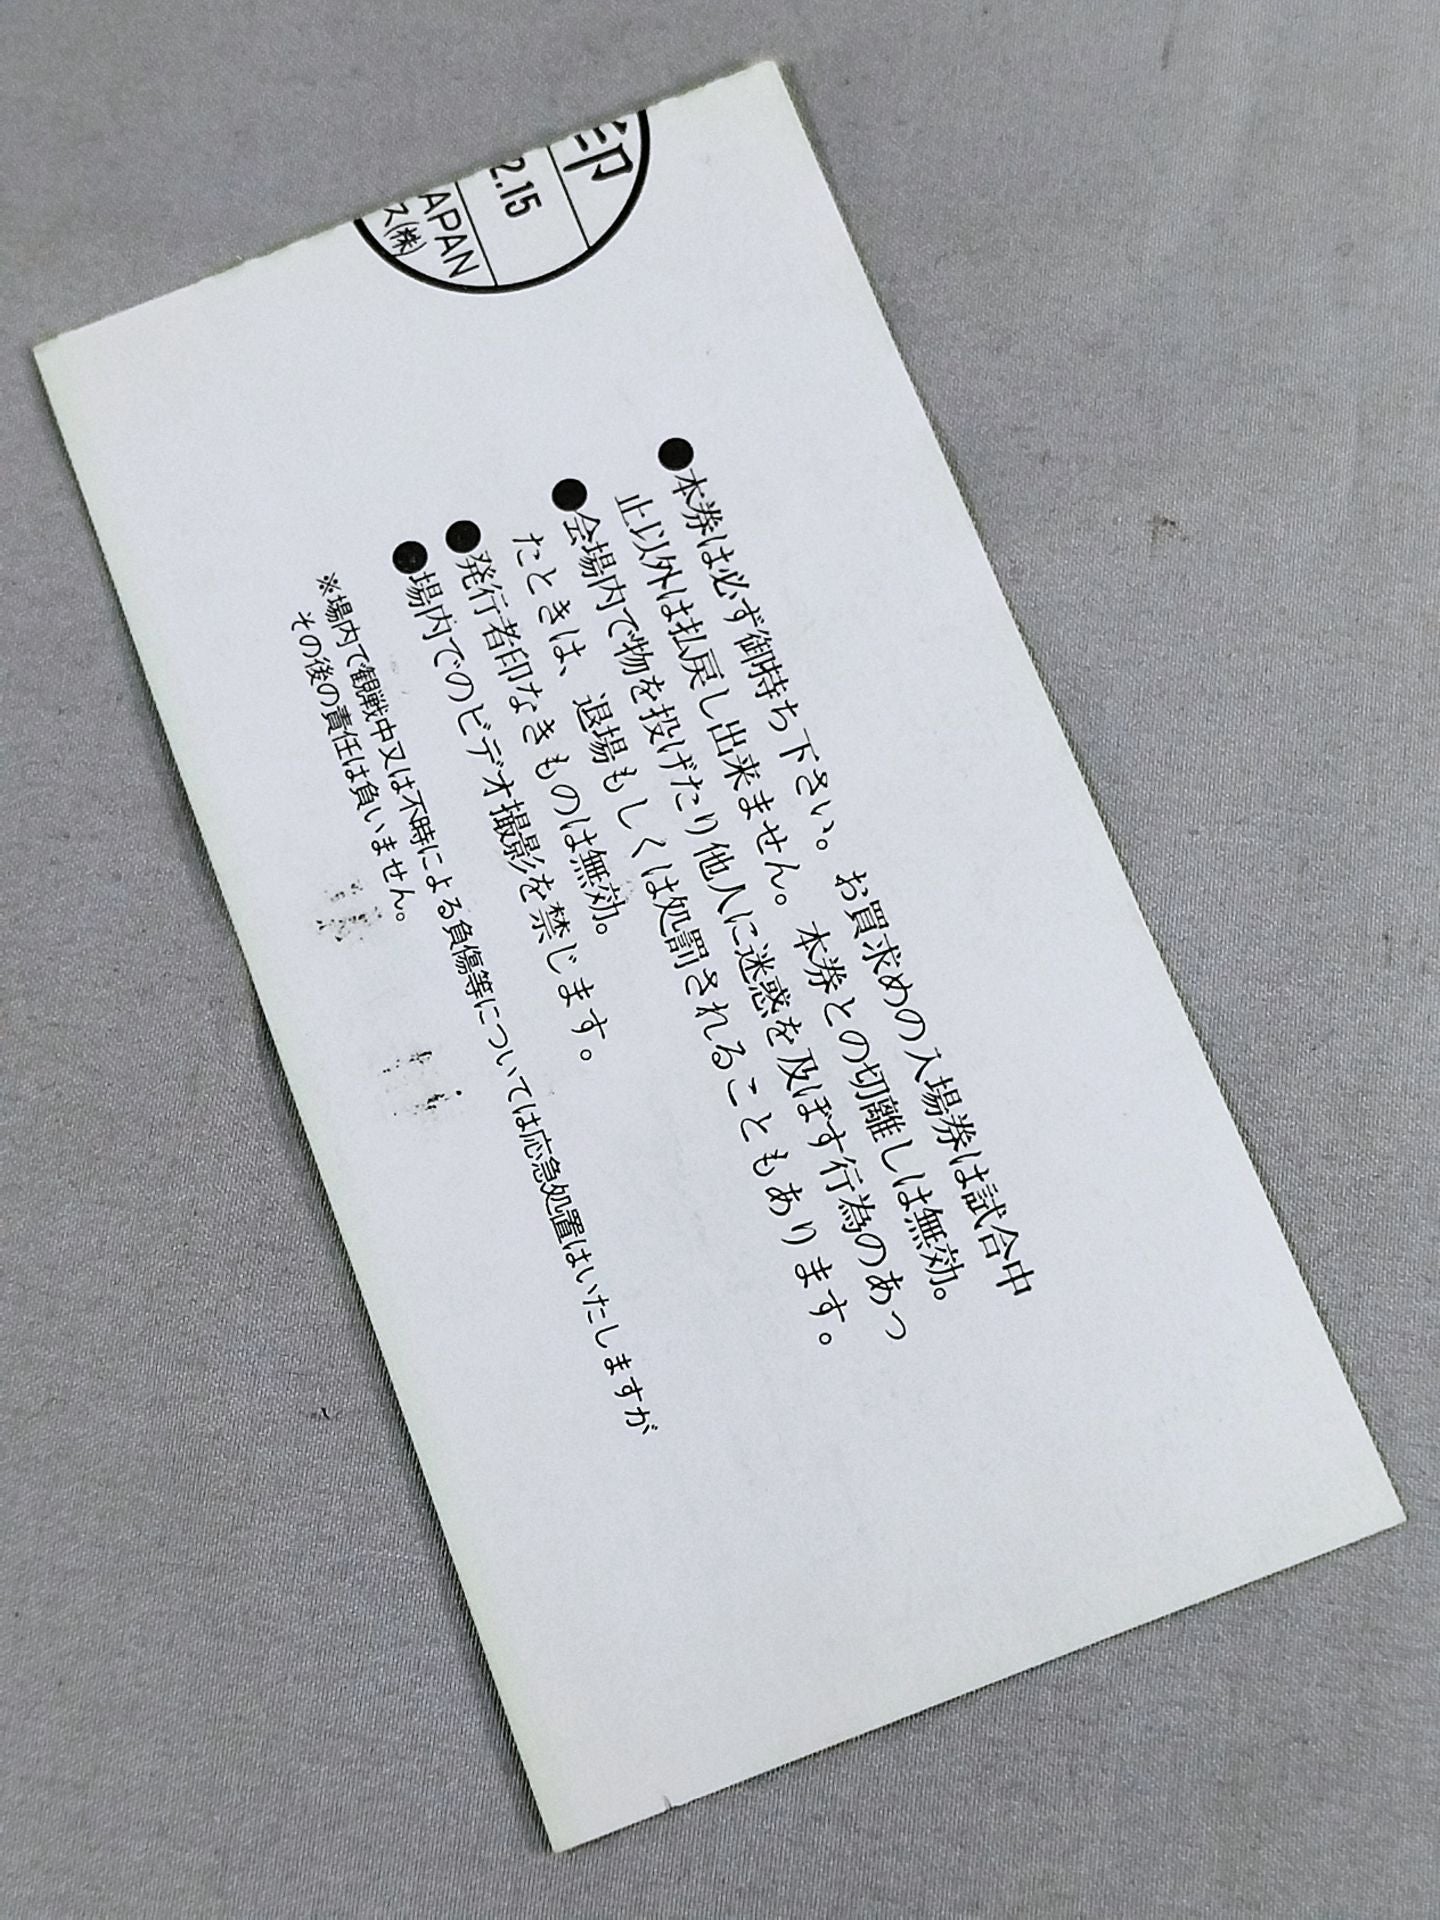 印
2.15
APAN
ス(株)
●本券は必ず御持ち下さい。お買求めの入場券は試合中
止以外は払戻し出来ません。本券との切離しは無効。
●会場内で物を投げたり他人に迷惑を及ぼす行為のあっ
たときは、退場もしくは処罰されることもあります。
●発行者印なきものは無効。
●場内でのビデオ撮影を禁じます。
※場内で観戦中又は不時による負傷等については応急処置はいたしますが
その後の責任は負いません。